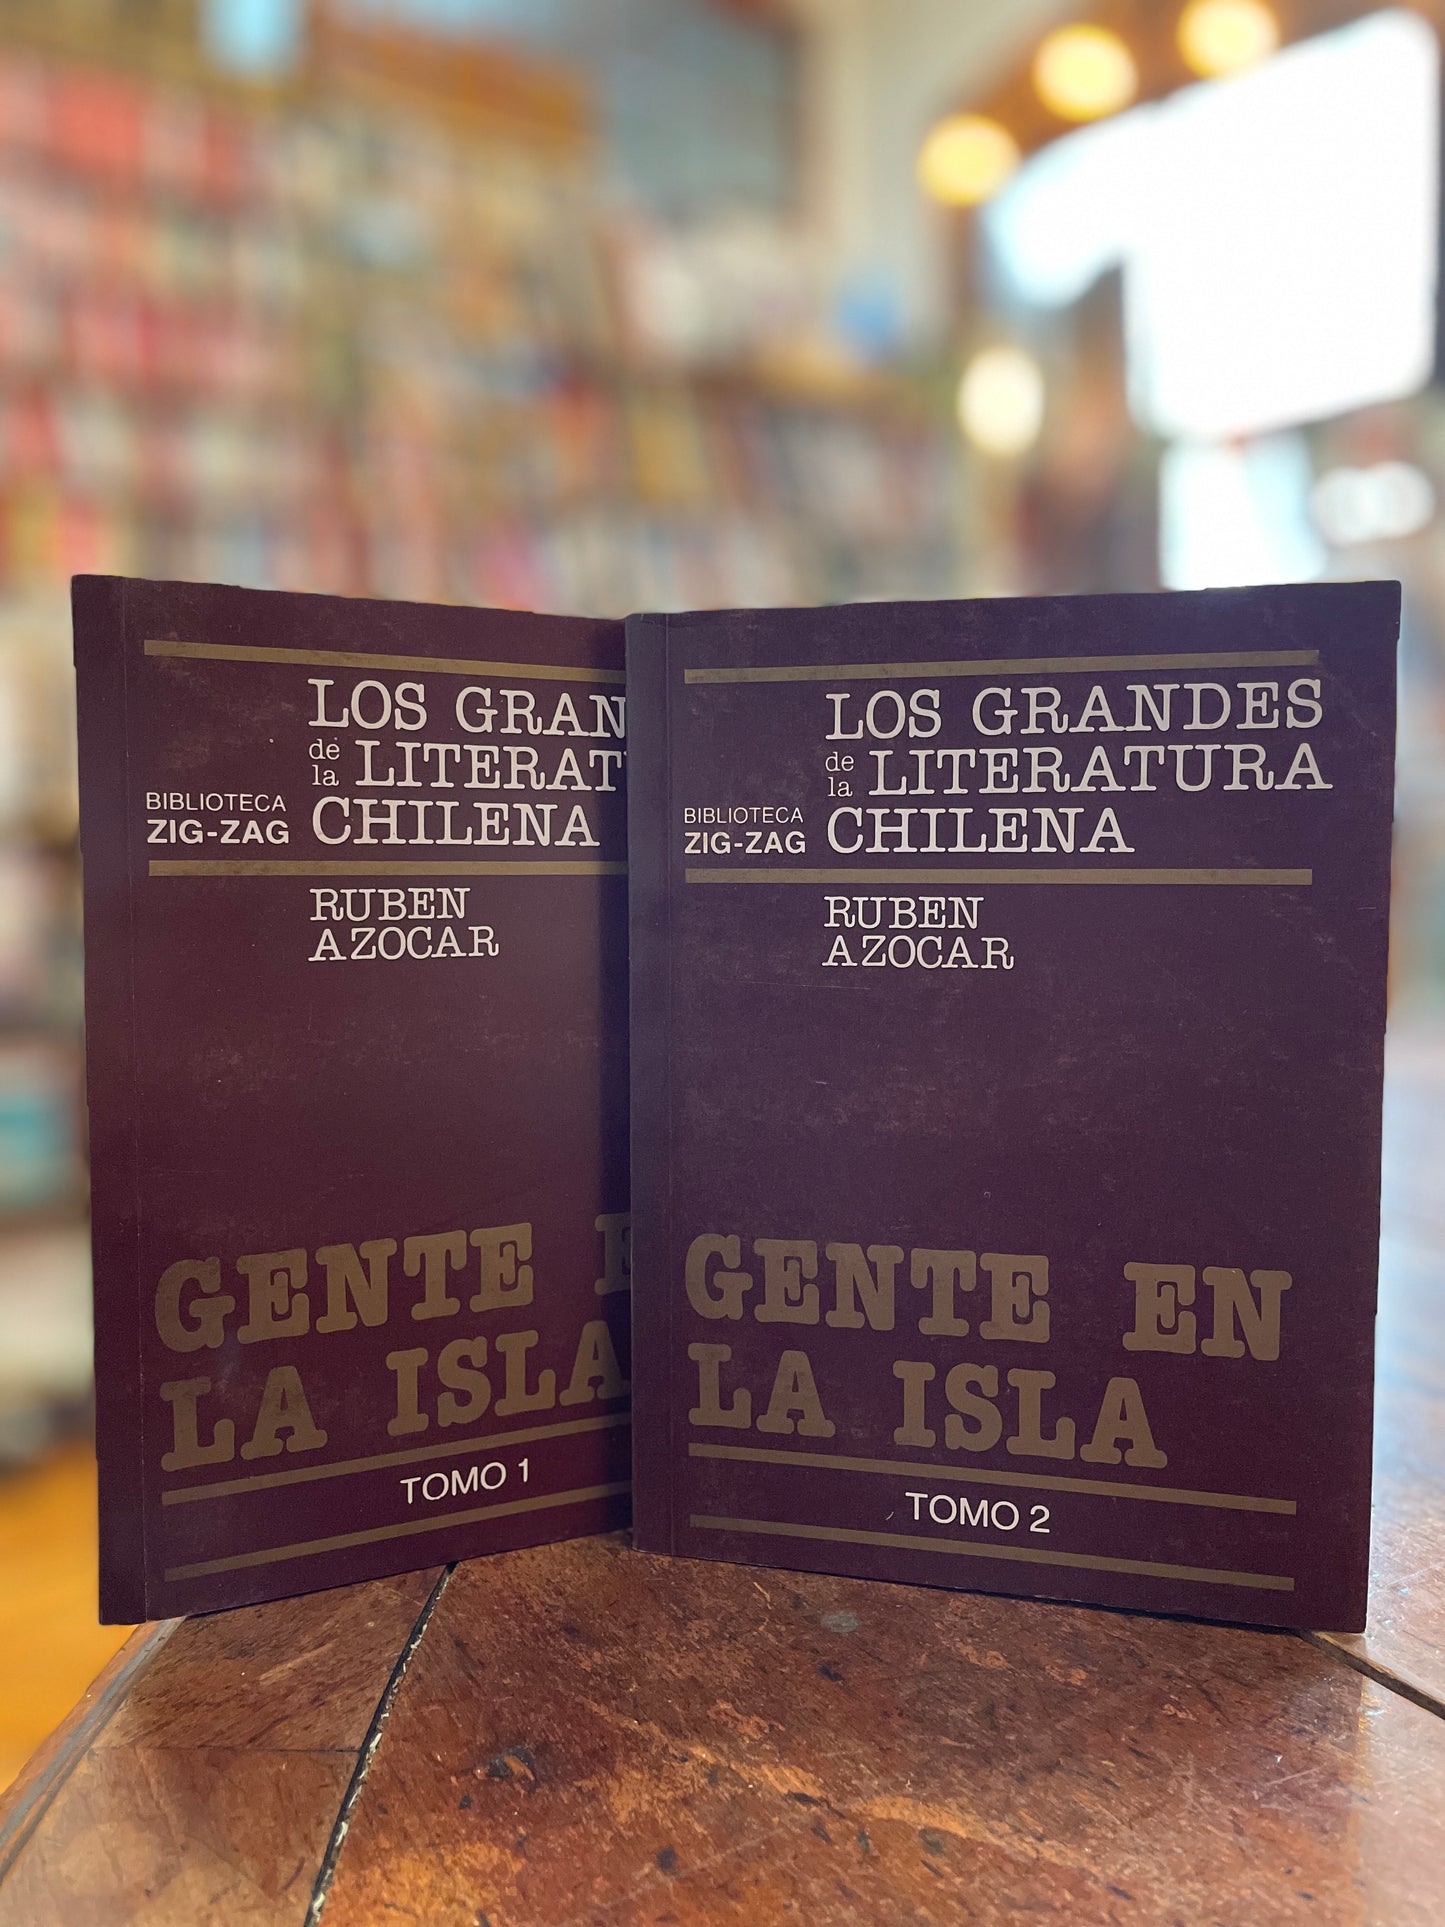 LOS GRAN
de la LITERAT
BIBLIOTECA
ZIG-ZAG
CHILENA
RUBEN
AZOCAR
GENTE E
LA ISLA
TOMO 1
LOS GRANDES
de la LITERATURA
BIBLIOTECA
ZIG-ZAG
CHILENA
RUBEN
AZOCAR
GENTE EN
LA ISLA
TOMO 2